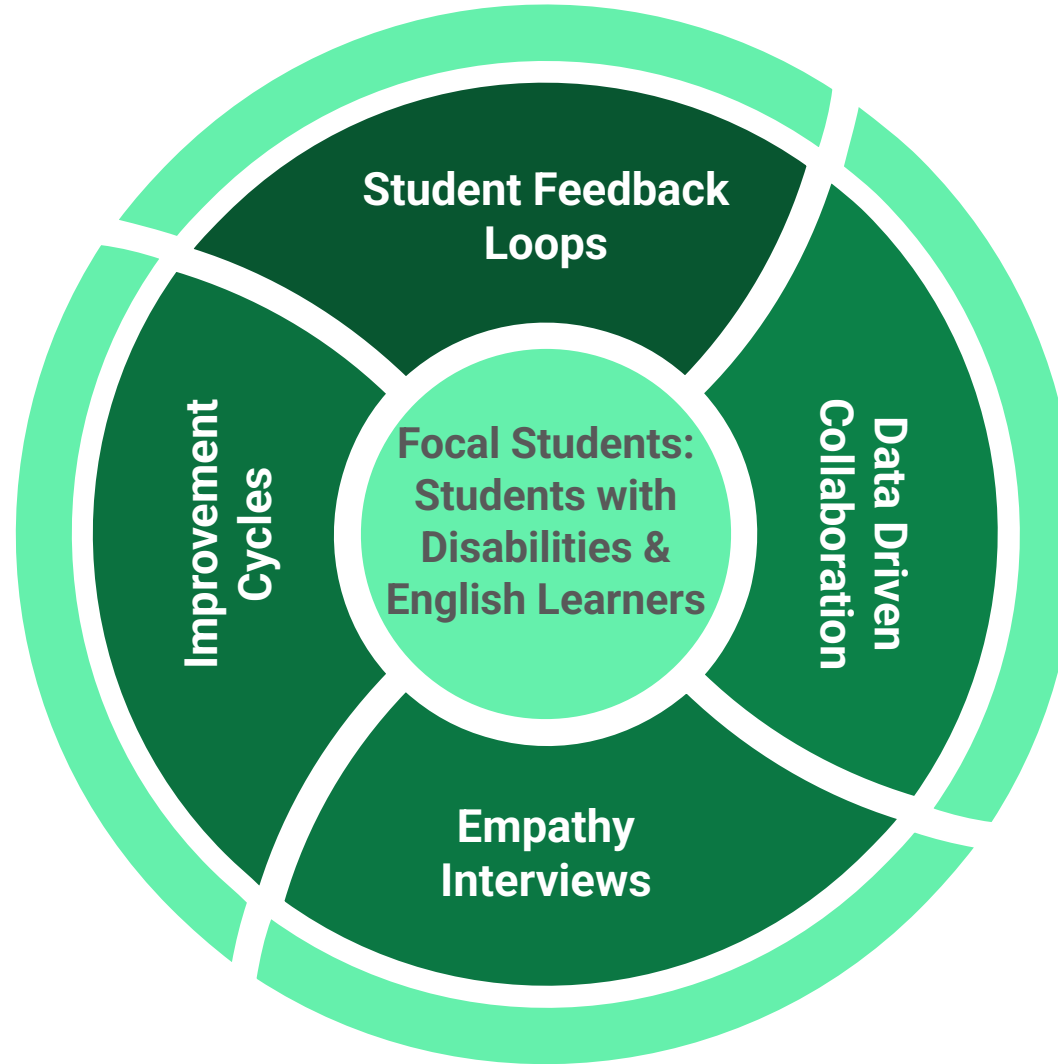 Student Feedback
Loops
Data Driven
Collaboration
Empathy
Interviews
Improvement
Cycles
Focal Students:
Students with
Disabilities &
English Learners